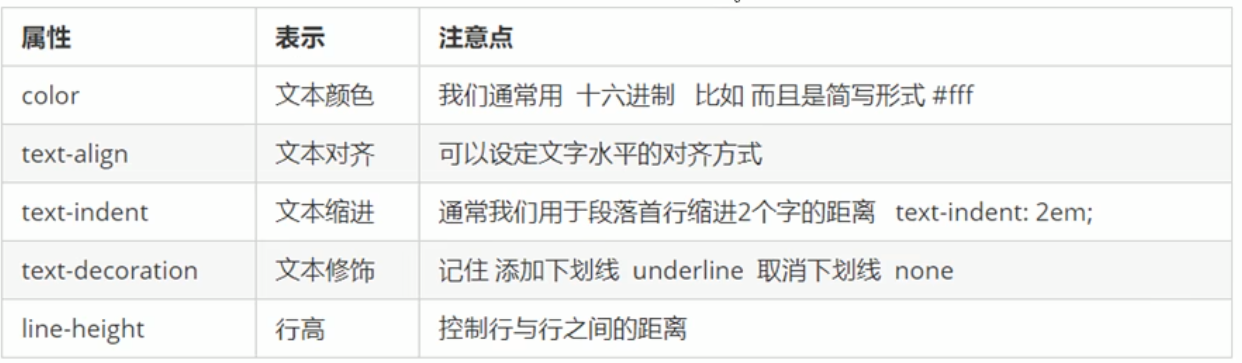 属性 表示 注意点
color 文本颜色 我们通常用 十六进制 比如 而且是简写形式 #fff
text-align 文本对齐 可以设定文字水平的对齐方式
text-indent 文本缩进 通常我们用于段落首行缩进2个字的距离 text-indent: 2em;
text-decoration 文本修饰 记住 添加下划线 underline 取消下划线 none
line-height 行高 控制行与行之间的距离